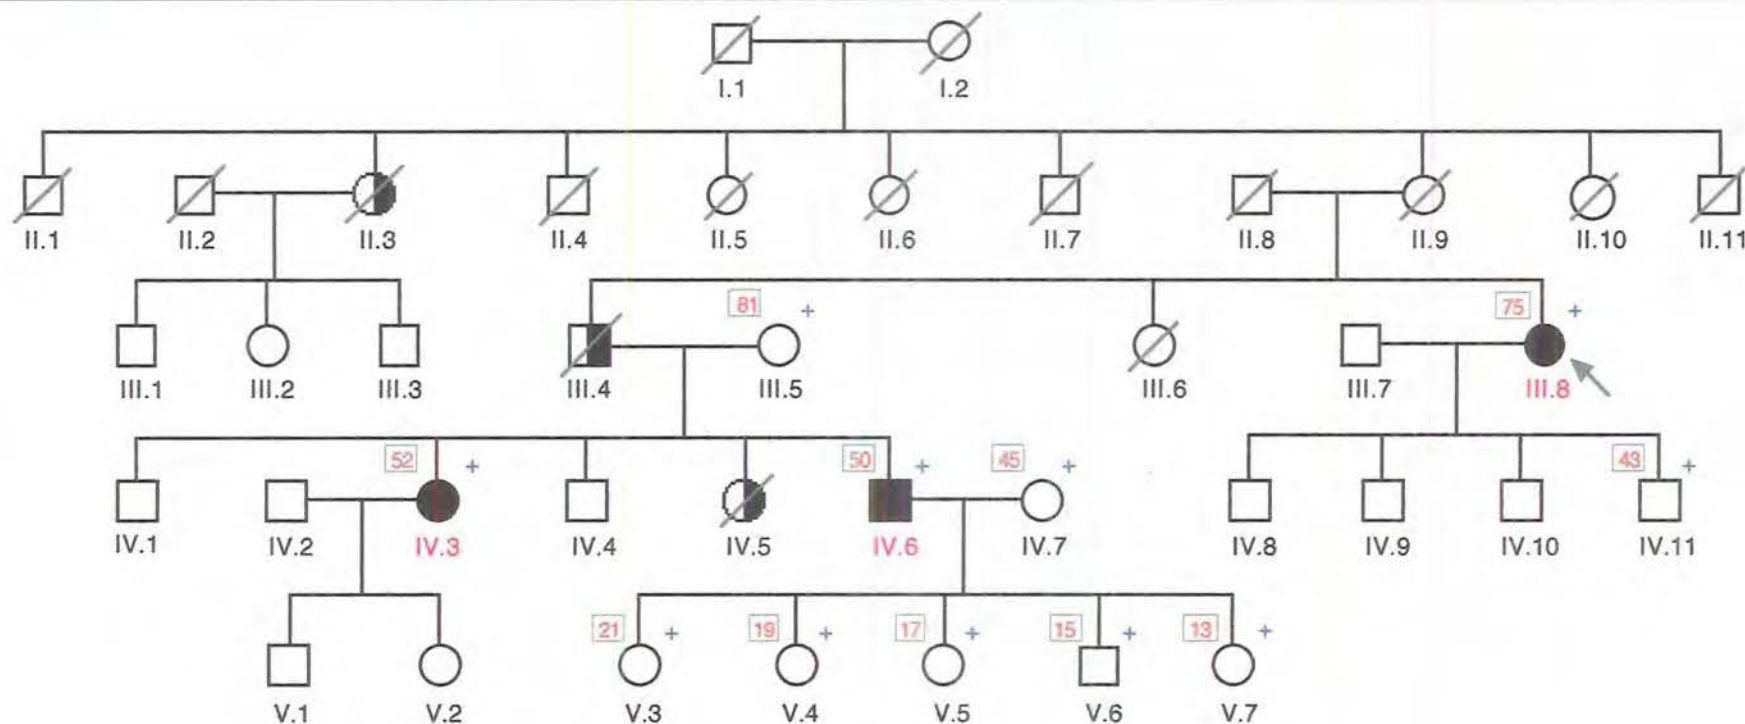 I.1 I.2
II.1 II.2 II.3 II.4 II.5 II.6 II.7 II.8 II.9 II.10 II.11
81 + 75 +
III.1 III.2 III.3 III.4 III.5 III.6 III.7 III.8
52 + 50 + 45 + 43 +
IV.1 IV.2 IV.3 IV.4 IV.5 IV.6 IV.7 IV.8 IV.9 IV.10 IV.11
21 + 19 + 17 + 15 + 13 +
V.1 V.2 V.3 V.4 V.5 V.6 V.7